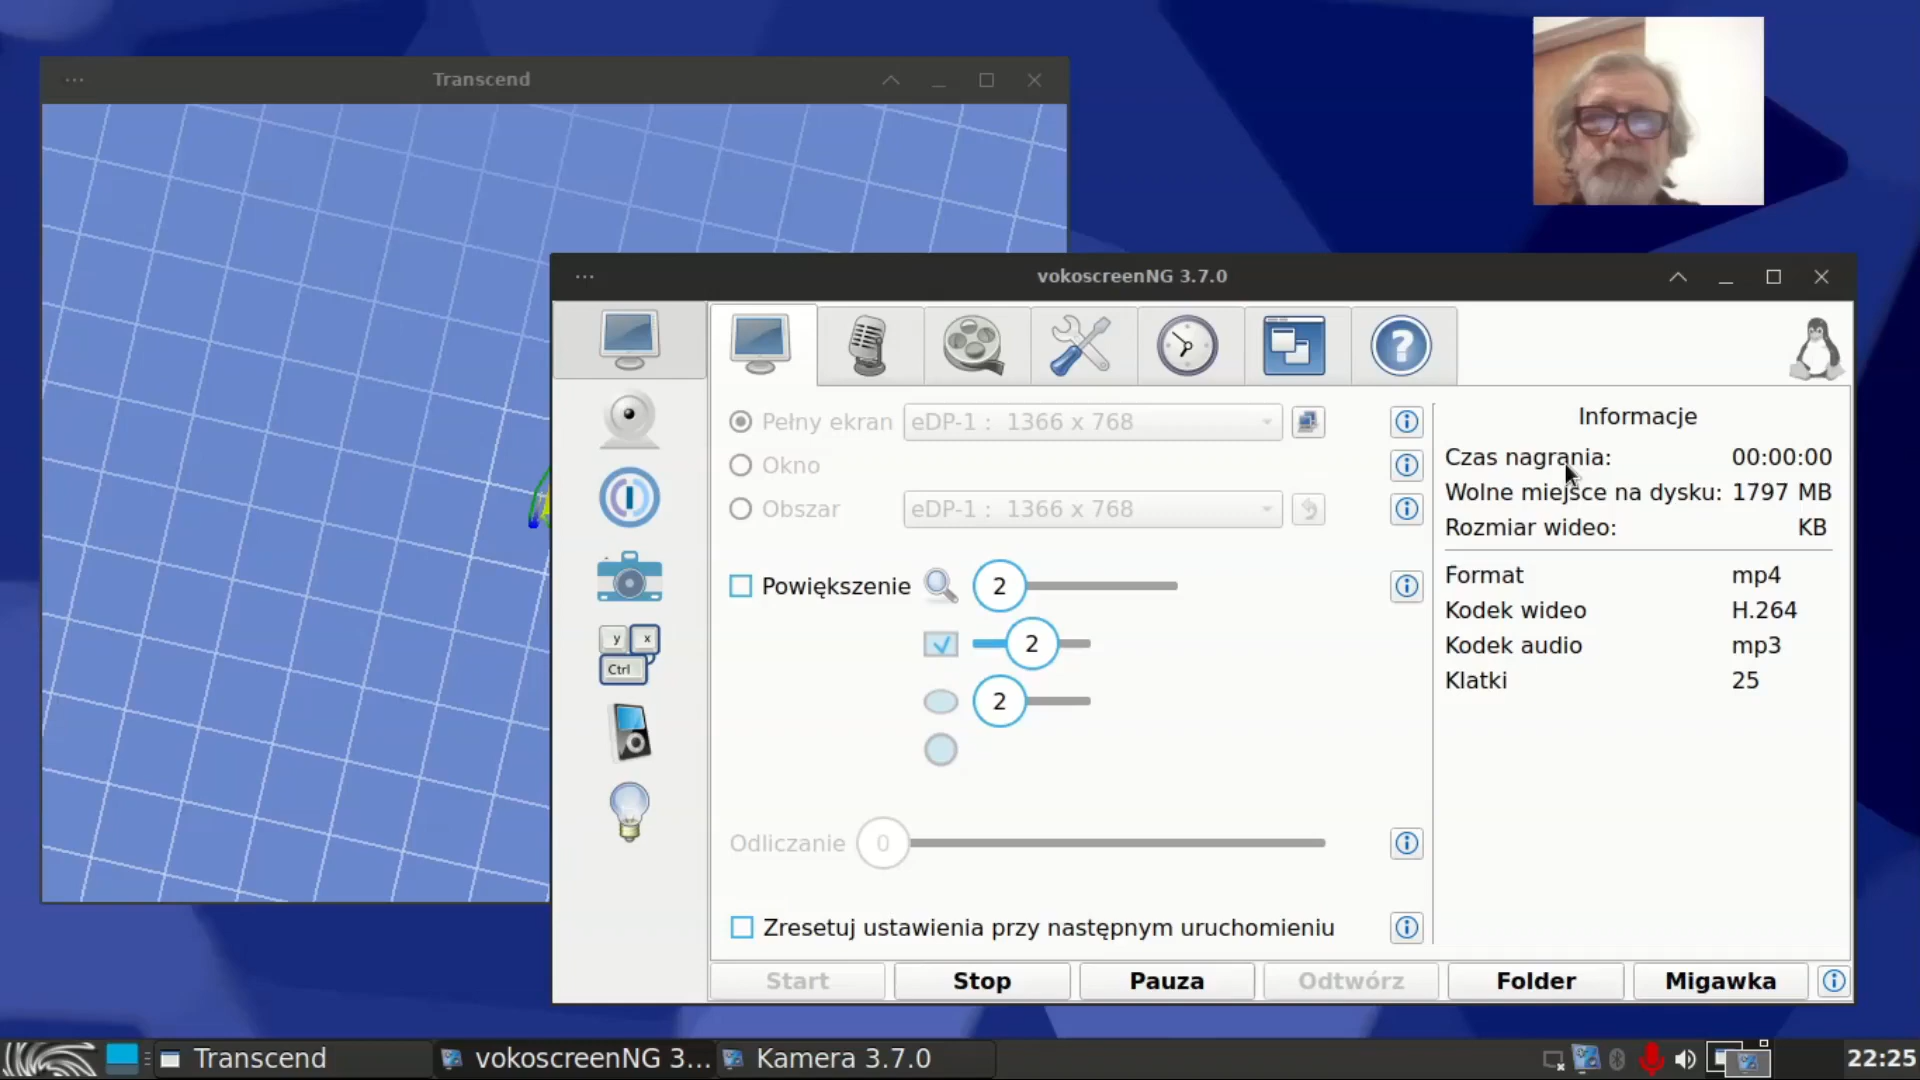 Transcend
vokoscreenNG 3.7.0
Pełny ekran
eDP-1 : 1366 x 768
Okno
Obszar
eDP-1 : 1366 x 768
Powiększenie
2
2
2
y
x
Ctrl
Odliczanie
0
Zresetuj ustawienia przy następnym uruchomieniu
Informacje
Czas nagrania: 00:00:00
Wolne miejsce na dysku: 1797 MB
Rozmiar wideo: KB
Format mp4
Kodek wideo H.264
Kodek audio mp3
Klatki 25
Start
Stop
Pauza
Odtwórz
Folder
Migawka
Transcend
vokoscreenNG 3...
Kamera 3.7.0
22:25